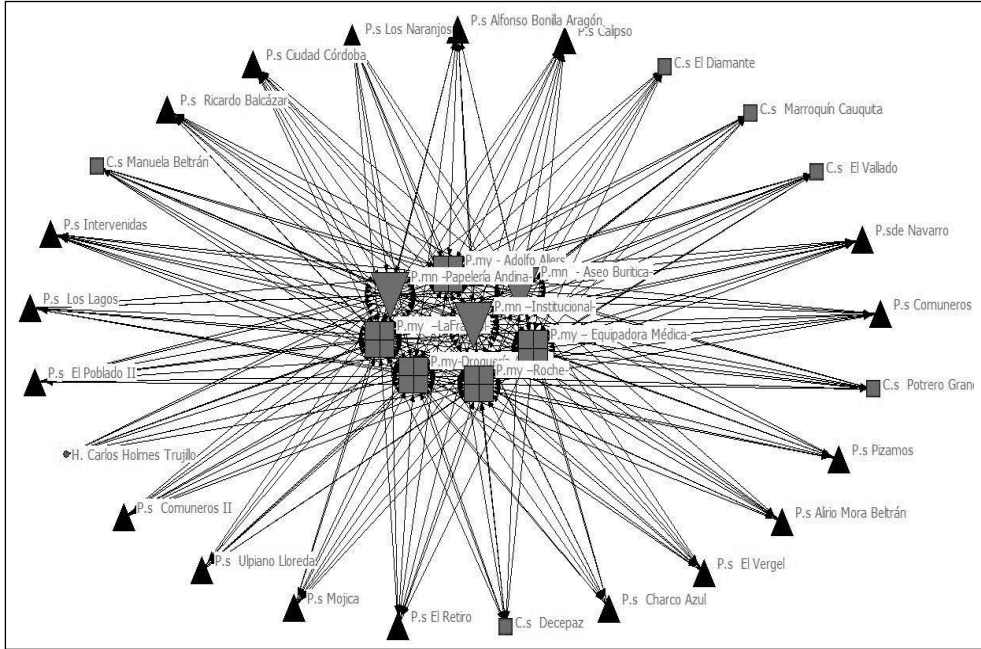 P.s Los Naranjos
P.s Alfonso Bonilla Aragón
P.s Calipso
P.s Ciudad Córdoba
C.s El Diamante
P.s Ricardo Balcázar
C.s Marroquín Cauquita
C.s Manuela Beltrán
C.s El Vallado
P.s Intervenidas
P.sde Navarro
P.my - Adolfo Allers
P.mn -Papelería Andina-
P.mn - Aseo Buritica-
P.s Los Lagos
P.mn –Institucional-
P.s Comuneros
P.my
P.my – Equipadora Médica-
P.my-Droguería
P.my –Roche-
P.s El Poblado II
C.s Potrero Gran
H. Carlos Holmes Trujillo
P.s Pizamos
P.s Comuneros II
P.s Alirio Mora Beltrán
P.s Ulpiano Lloreda
P.s El Vergel
P.s Mojica
P.s El Retiro
C.s Decepaz
P.s Charco Azul